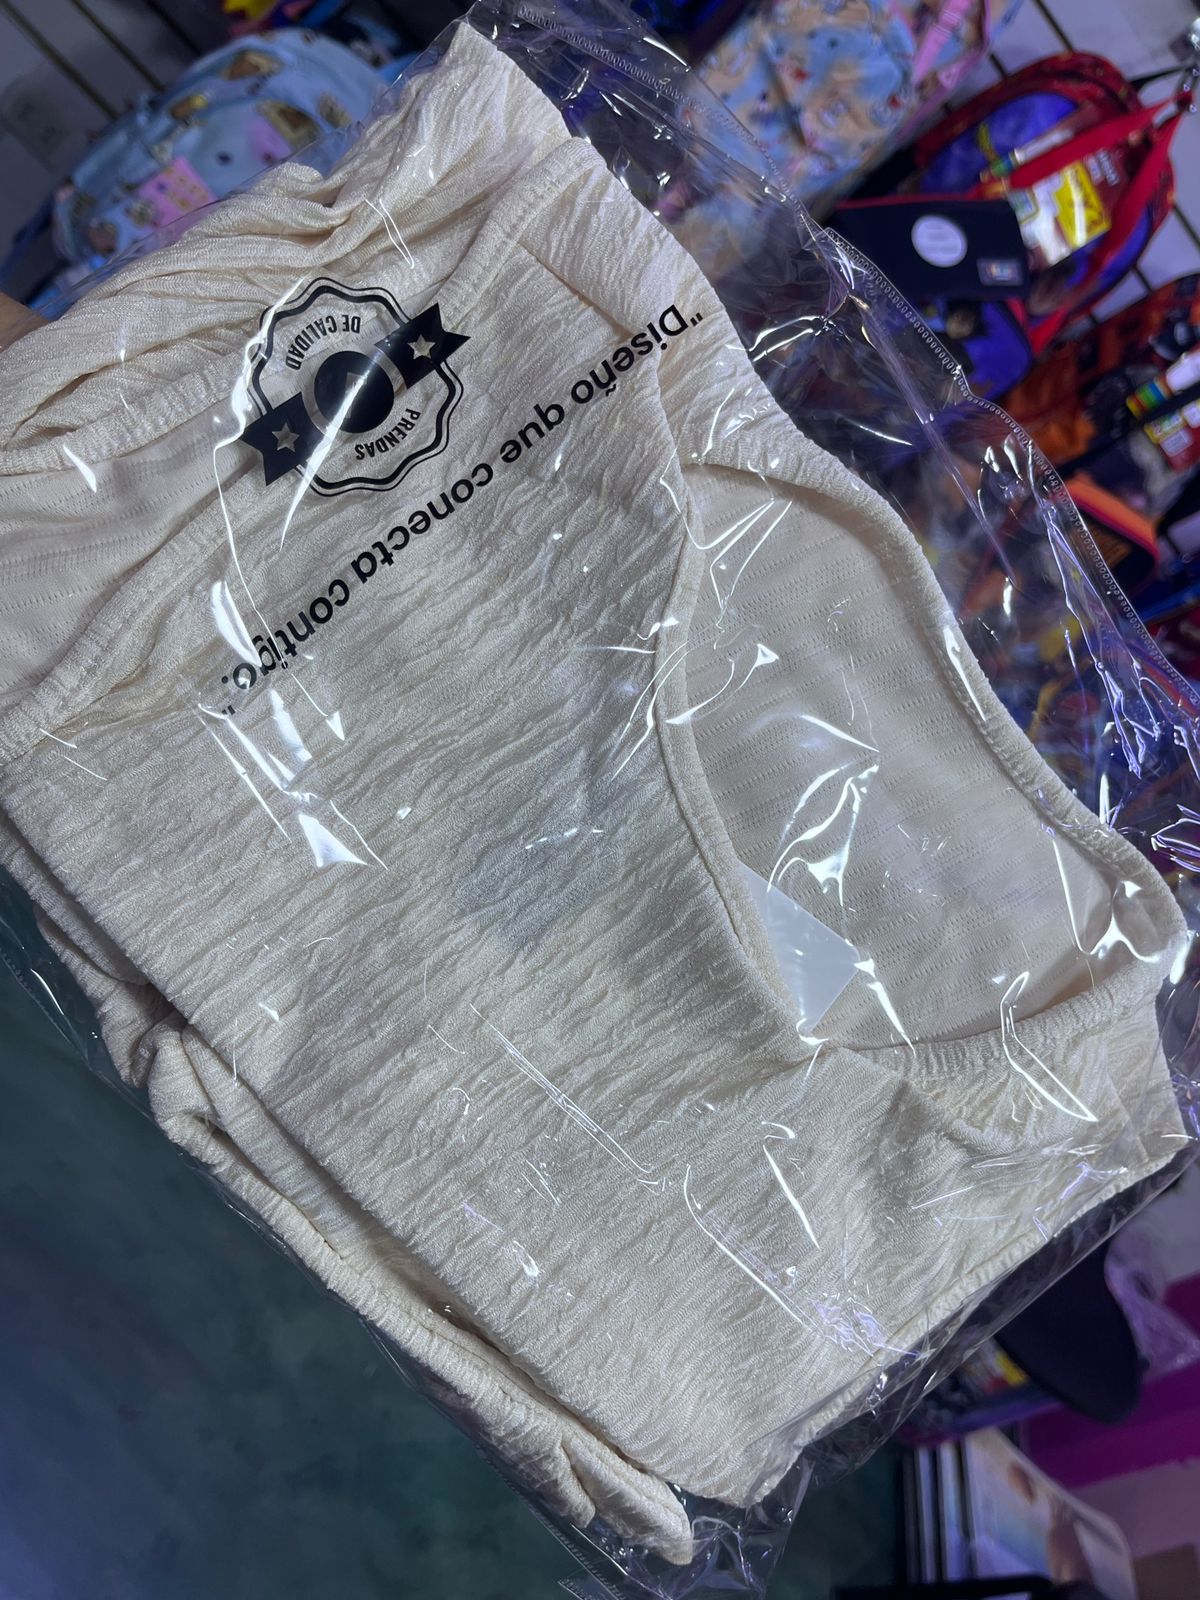 PRENDAS
DE CALIDAD
"Diseño que conecta contigo."